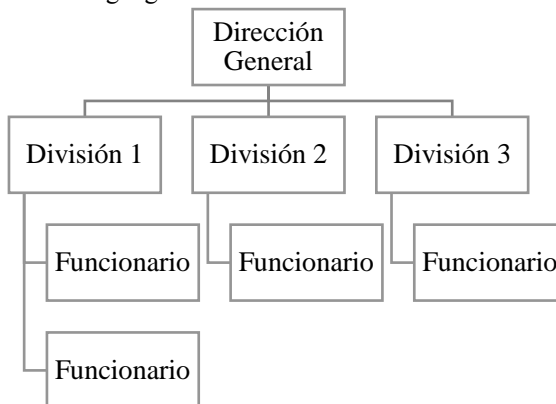 Dirección
General
División 1
División 2
División 3
Funcionario
Funcionario
Funcionario
Funcionario